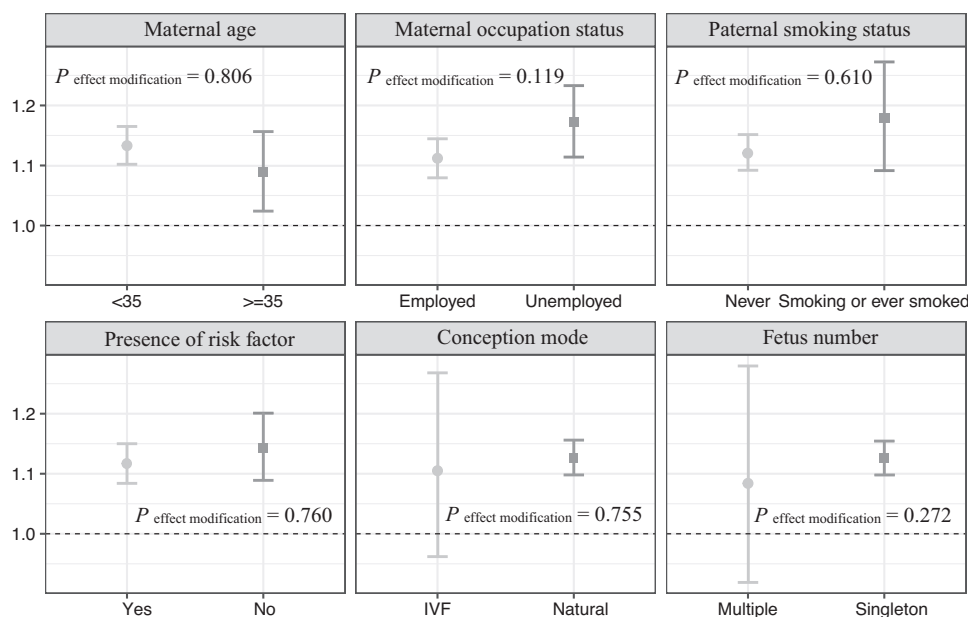 Maternal age
Maternal occupation status
Paternal smoking status
P effect modification = 0.806
P effect modification = 0.119
P effect modification = 0.610
1.2
1.1
1.0
<35
>=35
Employed
Unemployed
Never
Smoking or ever smoked
Presence of risk factor
Conception mode
Fetus number
1.2
1.1
1.0
P effect modification = 0.760
P effect modification = 0.755
P effect modification = 0.272
Yes
No
IVF
Natural
Multiple
Singleton